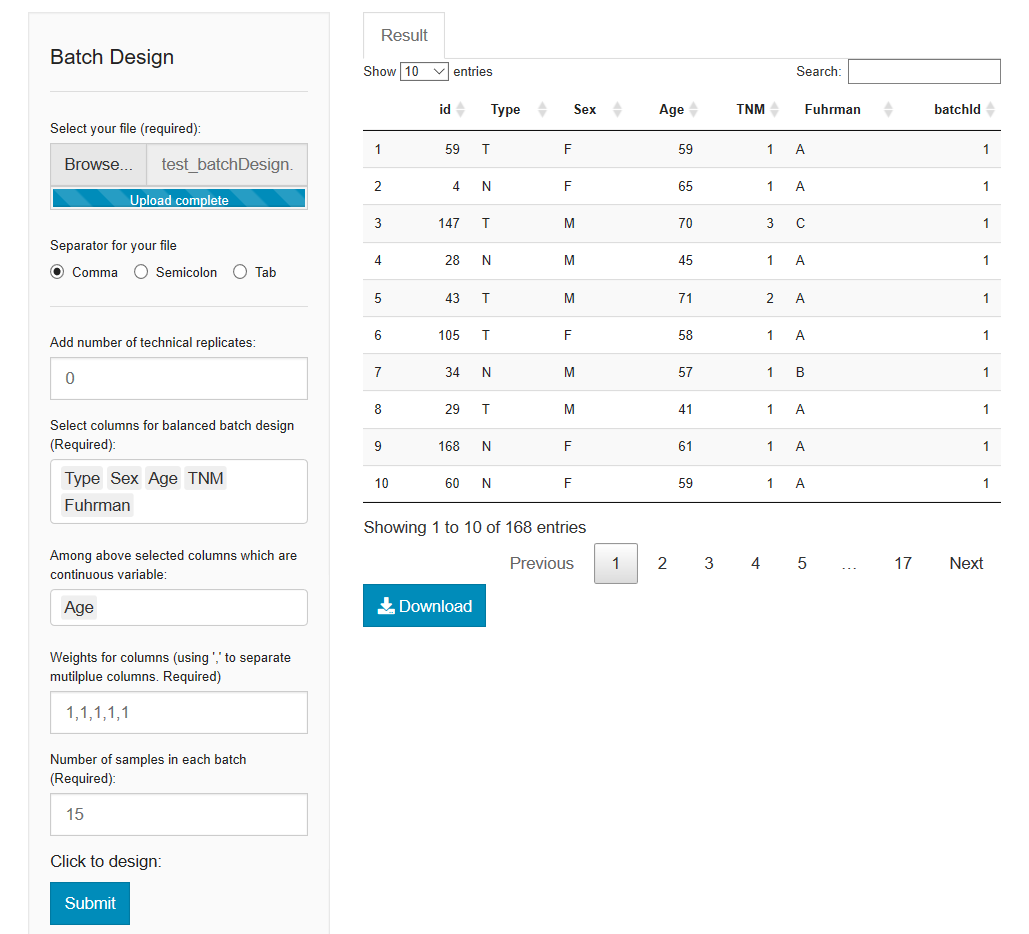 Batch Design
Select your file (required):
Browse... test_batchDesign.
Upload complete
Separator for your file
Comma Semicolon Tab
Add number of technical replicates:
0
Select columns for balanced batch design
(Required):
Type Sex Age TNM
Fuhrman
Among above selected columns which are
continuous variable:
Age
Weights for columns (using ',' to separate
mutilplue columns. Required)
1,1,1,1,1
Number of samples in each batch
(Required):
15
Click to design:
Submit
Result
Show 10 entries Search:
id Type Sex Age TNM Fuhrman batchId
1 59 T F 59 1 A 1
2 4 N F 65 1 A 1
3 147 T M 70 3 C 1
4 28 N M 45 1 A 1
5 43 T M 71 2 A 1
6 105 T F 58 1 A 1
7 34 N M 57 1 B 1
8 29 T M 41 1 A 1
9 168 N F 61 1 A 1
10 60 N F 59 1 A 1
Showing 1 to 10 of 168 entries
Previous 1 2 3 4 5 … 17 Next
Download